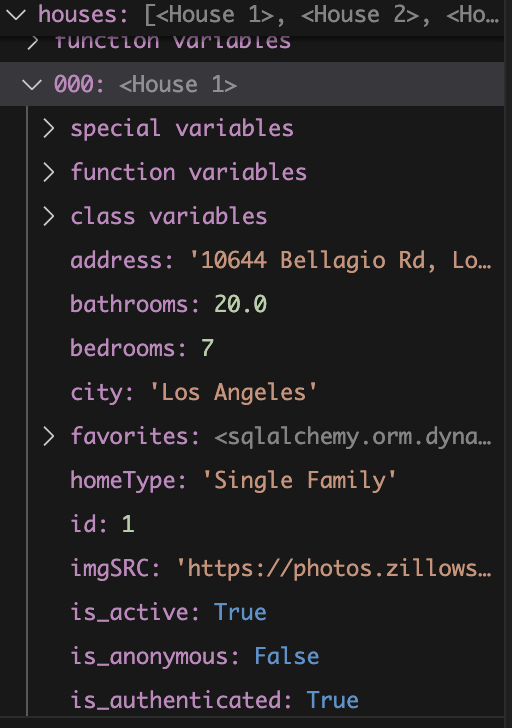 houses: [<House 1>, <House 2>, <Ho...
function variables
000: <House 1>
special variables
function variables
class variables
address: '10644 Bellagio Rd, Lo...
bathrooms: 20.0
bedrooms: 7
city: 'Los Angeles'
favorites: <sqlalchemy.orm.dyna...
homeType: 'Single Family'
id: 1
imgSRC: 'https://photos.zillows...
is_active: True
is_anonymous: False
is_authenticated: True